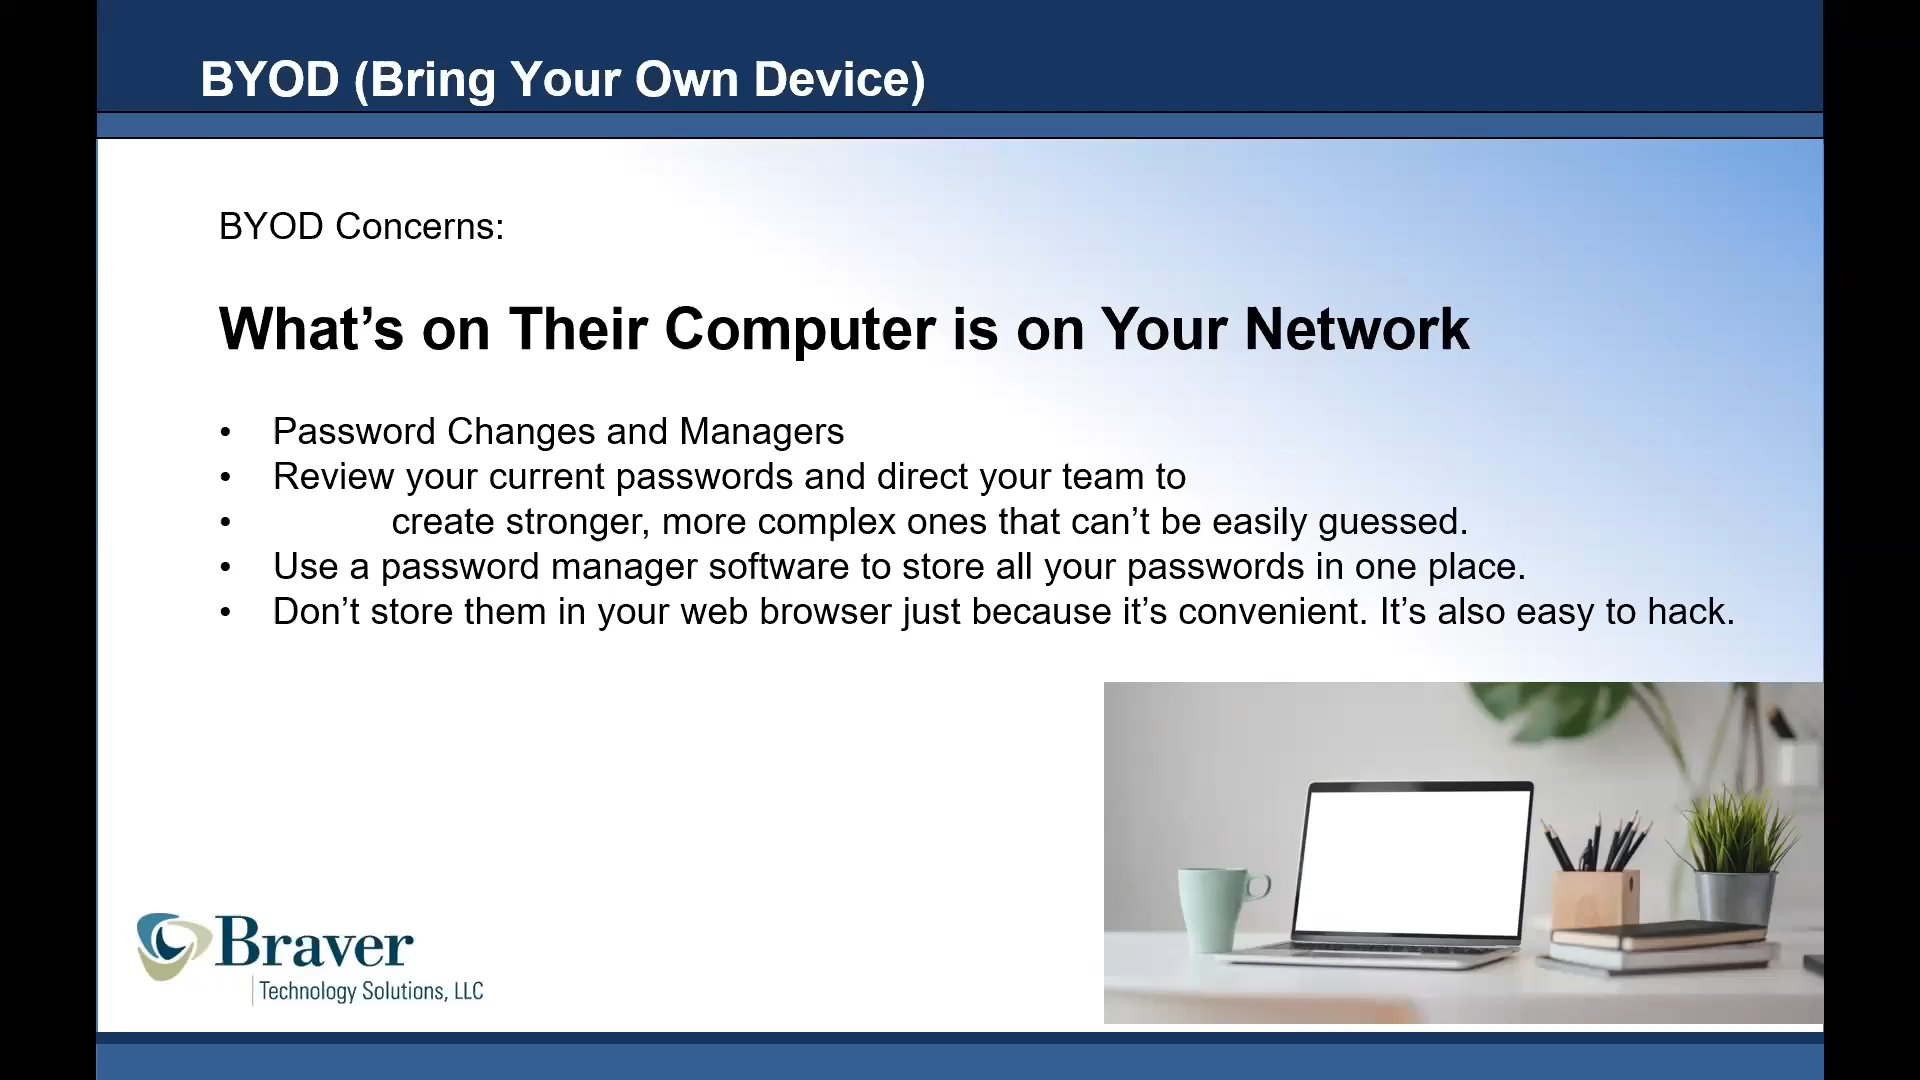 BYOD (Bring Your Own Device)
BYOD Concerns:
What’s on Their Computer is on Your Network
• Password Changes and Managers
• Review your current passwords and direct your team to
• create stronger, more complex ones that can’t be easily guessed.
• Use a password manager software to store all your passwords in one place.
• Don’t store them in your web browser just because it’s convenient. It’s also easy to hack.
Braver
Technology Solutions, LLC